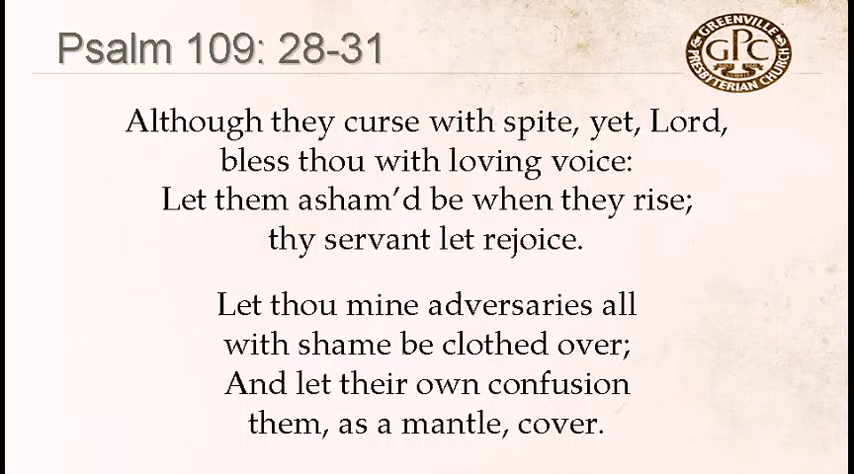 Psalm 109: 28-31
GREENVILLE
GPC
PRESBYTERIAN CHURCH
Although they curse with spite, yet, Lord,
bless thou with loving voice:
Let them asham’d be when they rise;
thy servant let rejoice.
Let thou mine adversaries all
with shame be clothed over;
And let their own confusion
them, as a mantle, cover.